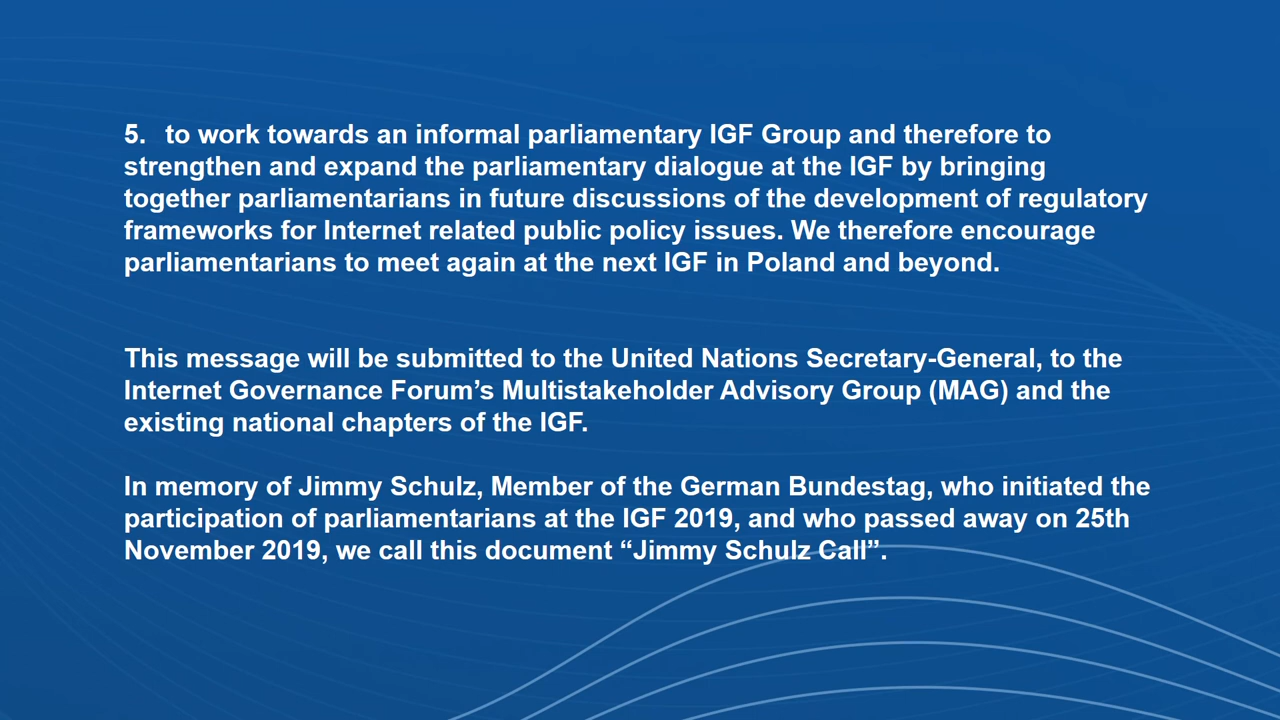 5. to work towards an informal parliamentary IGF Group and therefore to
strengthen and expand the parliamentary dialogue at the IGF by bringing
together parliamentarians in future discussions of the development of regulatory
frameworks for Internet related public policy issues. We therefore encourage
parliamentarians to meet again at the next IGF in Poland and beyond.
This message will be submitted to the United Nations Secretary-General, to the
Internet Governance Forum’s Multistakeholder Advisory Group (MAG) and the
existing national chapters of the IGF.
In memory of Jimmy Schulz, Member of the German Bundestag, who initiated the
participation of parliamentarians at the IGF 2019, and who passed away on 25th
November 2019, we call this document “Jimmy Schulz Call”.